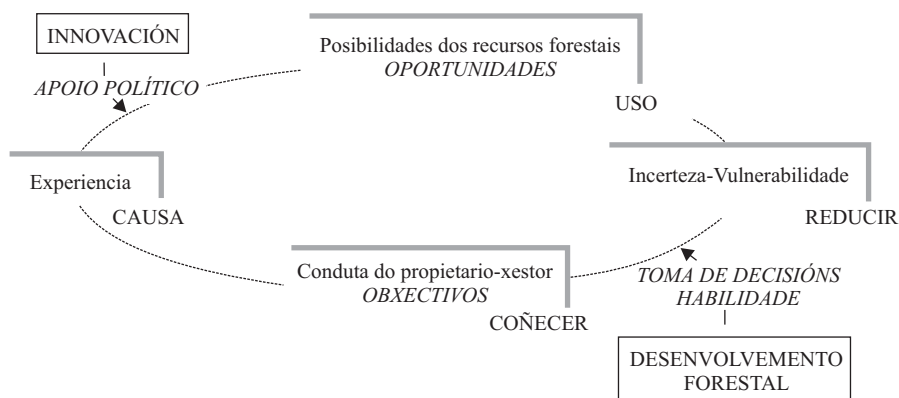 INNOVACIÓN
APOIO POLÍTICO
Posibilidades dos recursos forestais
OPORTUNIDADES
USO
Experiencia
CAUSA
Incerteza-Vulnerabilidade
REDUCIR
Conduta do propietario-xestor
OBXECTIVOS
COÑECER
TOMA DE DECISIÓNS
HABILIDADE
DESENVOLVEMENTO
FORESTAL